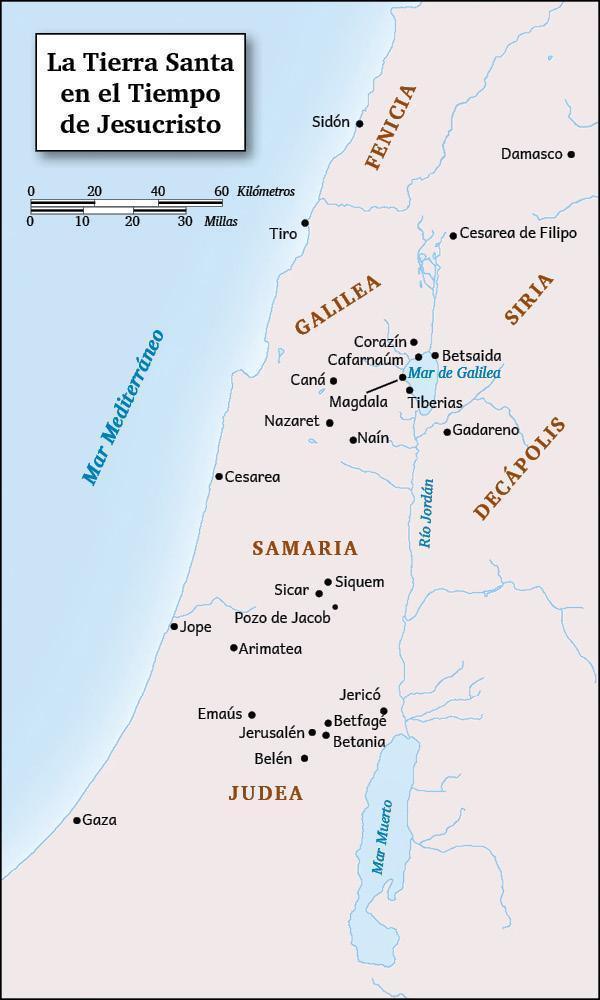 La Tierra Santa
en el Tiempo
de Jesucristo
0 20 40 60 Kilómetros
0 10 20 30 Millas
FENICIA
Sidón
Damasco
Tiro
Cesarea de Filipo
GALILEA
SIRIA
Mar Mediterráneo
Corazín
Cafarnaúm
Betsaida
Mar de Galilea
Caná
Magdala
Tiberias
Nazaret
Naín
Gadareno
DECÁPOLIS
Cesarea
Río Jordán
SAMARIA
Siquem
Sicar
Pozo de Jacob
Jope
Arimatea
Jericó
Emaús
Betfagé
Jerusalén
Betania
Belén
JUDEA
Gaza
Mar Muerto